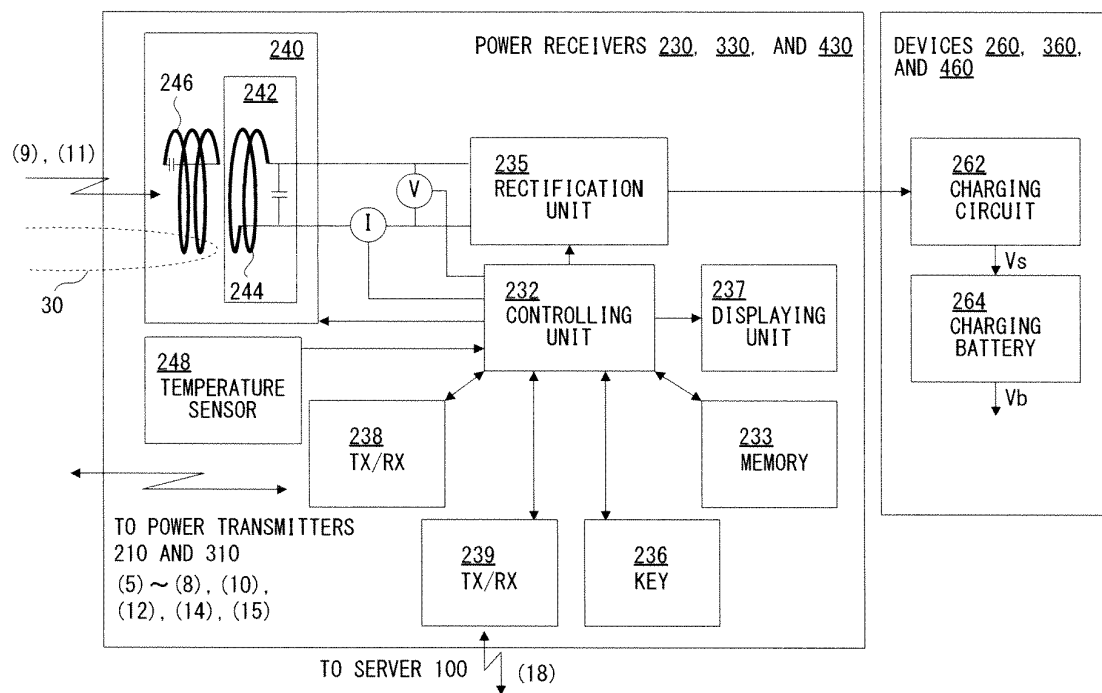 POWER RECEIVERS 230, 330, AND 430
DEVICES 260, 360,
AND 460
240
246
242
(9), (11)
V
I
235
RECTIFICATION
UNIT
262
CHARGING
CIRCUIT
Vs
30
244
232
CONTROLLING
UNIT
237
DISPLAYING
UNIT
264
CHARGING
BATTERY
Vb
248
TEMPERATURE
SENSOR
238
TX/RX
233
MEMORY
TO POWER TRANSMITTERS
210 AND 310
(5)～(8), (10),
(12), (14), (15)
239
TX/RX
236
KEY
TO SERVER 100
(18)